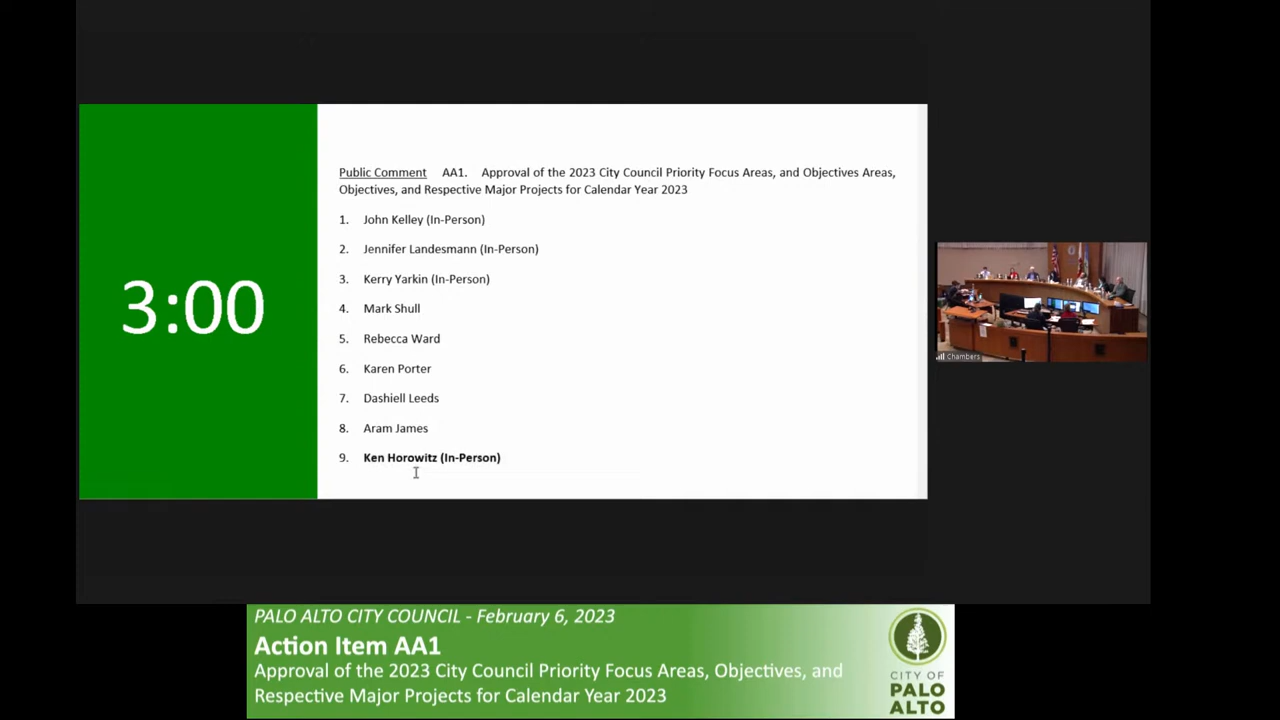 3:00
Public Comment AA1. Approval of the 2023 City Council Priority Focus Areas, and Objectives Areas,
Objectives, and Respective Major Projects for Calendar Year 2023
1. John Kelley (In-Person)
2. Jennifer Landesmann (In-Person)
3. Kerry Yarkin (In-Person)
4. Mark Shull
5. Rebecca Ward
6. Karen Porter
7. Dashiell Leeds
8. Aram James
9. Ken Horowitz (In-Person)
Chambers
PALO ALTO CITY COUNCIL - February 6, 2023
Action Item AA1
Approval of the 2023 City Council Priority Focus Areas, Objectives, and
Respective Major Projects for Calendar Year 2023
CITY OF
PALO
ALTO